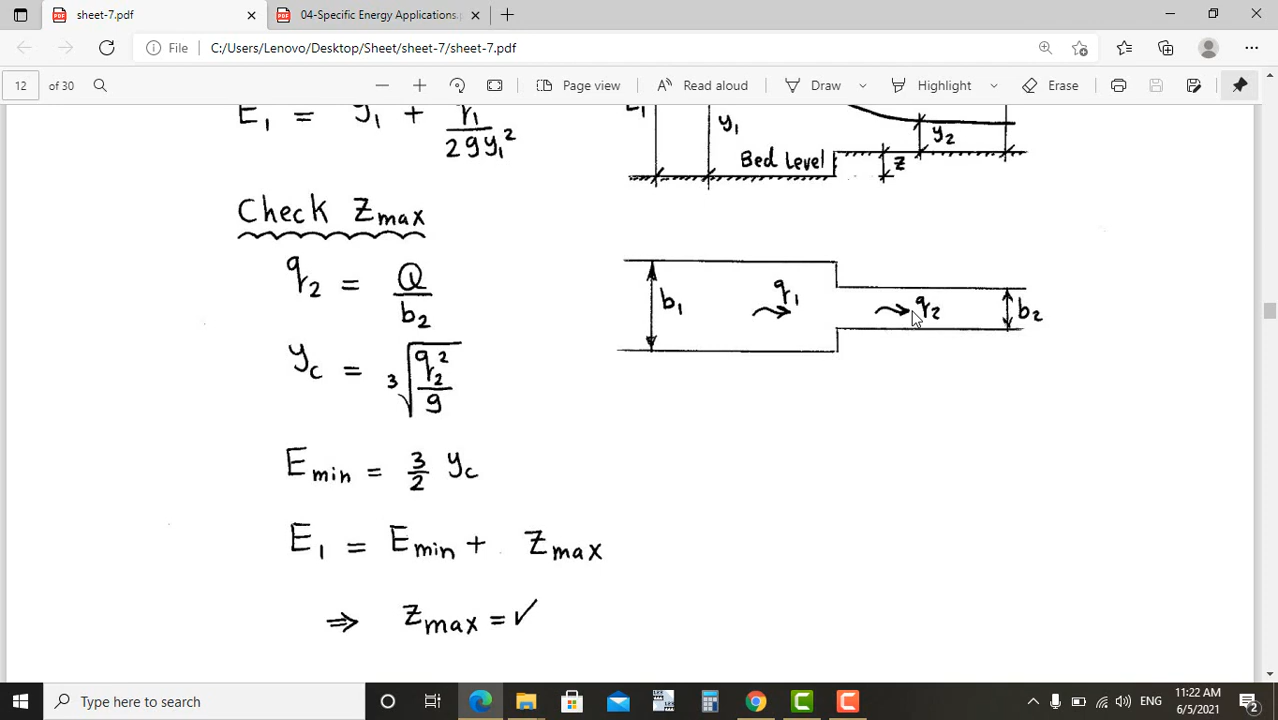 sheet-7.pdf
04-Specific Energy Applications.p
File
C:/Users/Lenovo/Desktop/Sheet/sheet-7/sheet-7.pdf
12 of 30
Page view
Read aloud
Draw
Highlight
Erase
E₁ = y₁ + q₁² / 2gy₁²
y₁
y₂
Bed Level
z
Check Zmax
q₂ = Q / b₂
b₁
q₁
q₂
b₂
yc = ³√(q₂² / g)
Emin = 3/2 yc
E₁ = Emin + Zmax
⇒ Zmax = ✓
Type here to search
ENG
11:22 AM
6/5/2021
2